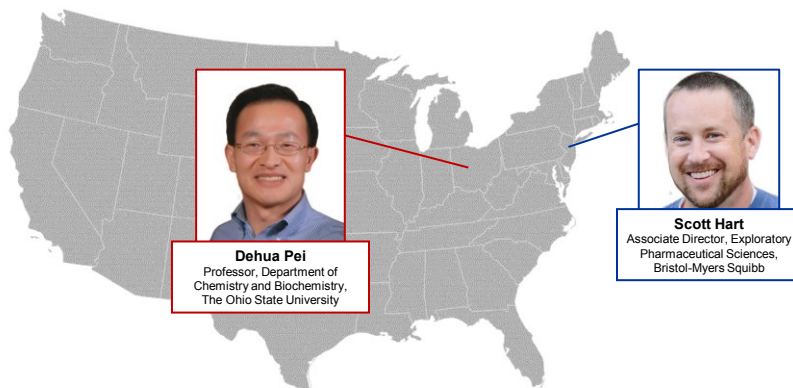 Dehua Pei
Professor, Department of
Chemistry and Biochemistry,
The Ohio State University
Scott Hart
Associate Director, Exploratory
Pharmaceutical Sciences,
Bristol-Myers Squibb